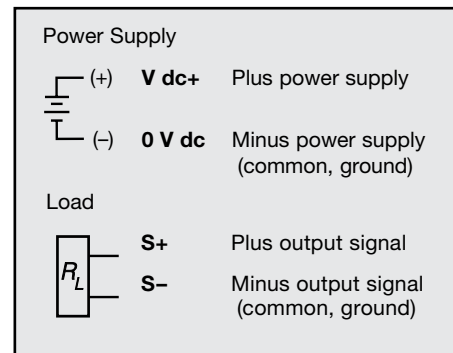 Power Supply
(+) V dc+ Plus power supply
(–) 0 V dc Minus power supply
(common, ground)
Load
S+ Plus output signal
R_L S– Minus output signal
(common, ground)